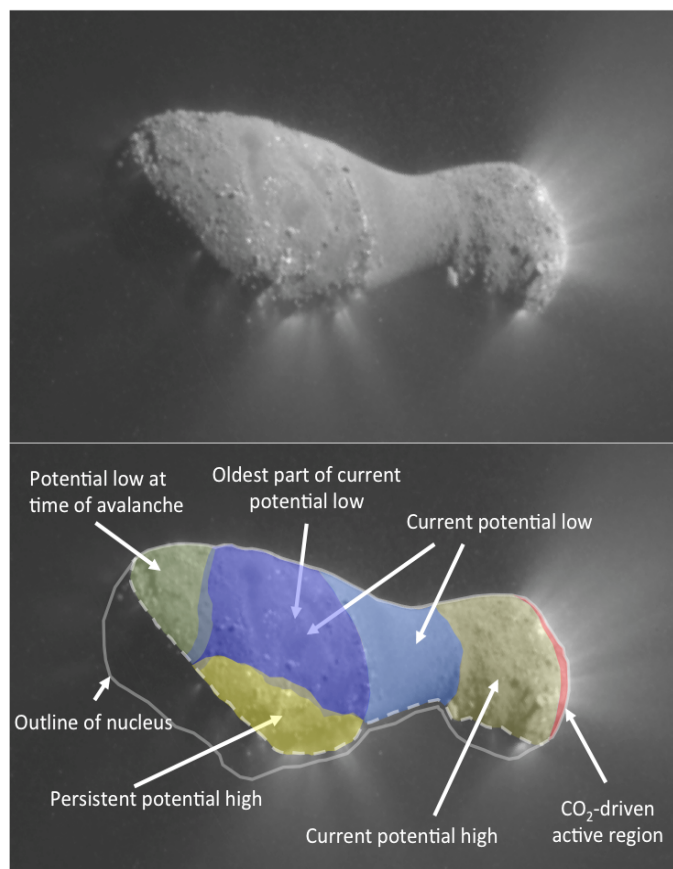 Potential low at
time of avalanche
Oldest part of current
potential low
Current potential low
Outline of nucleus
Persistent potential high
Current potential high
CO₂-driven
active region